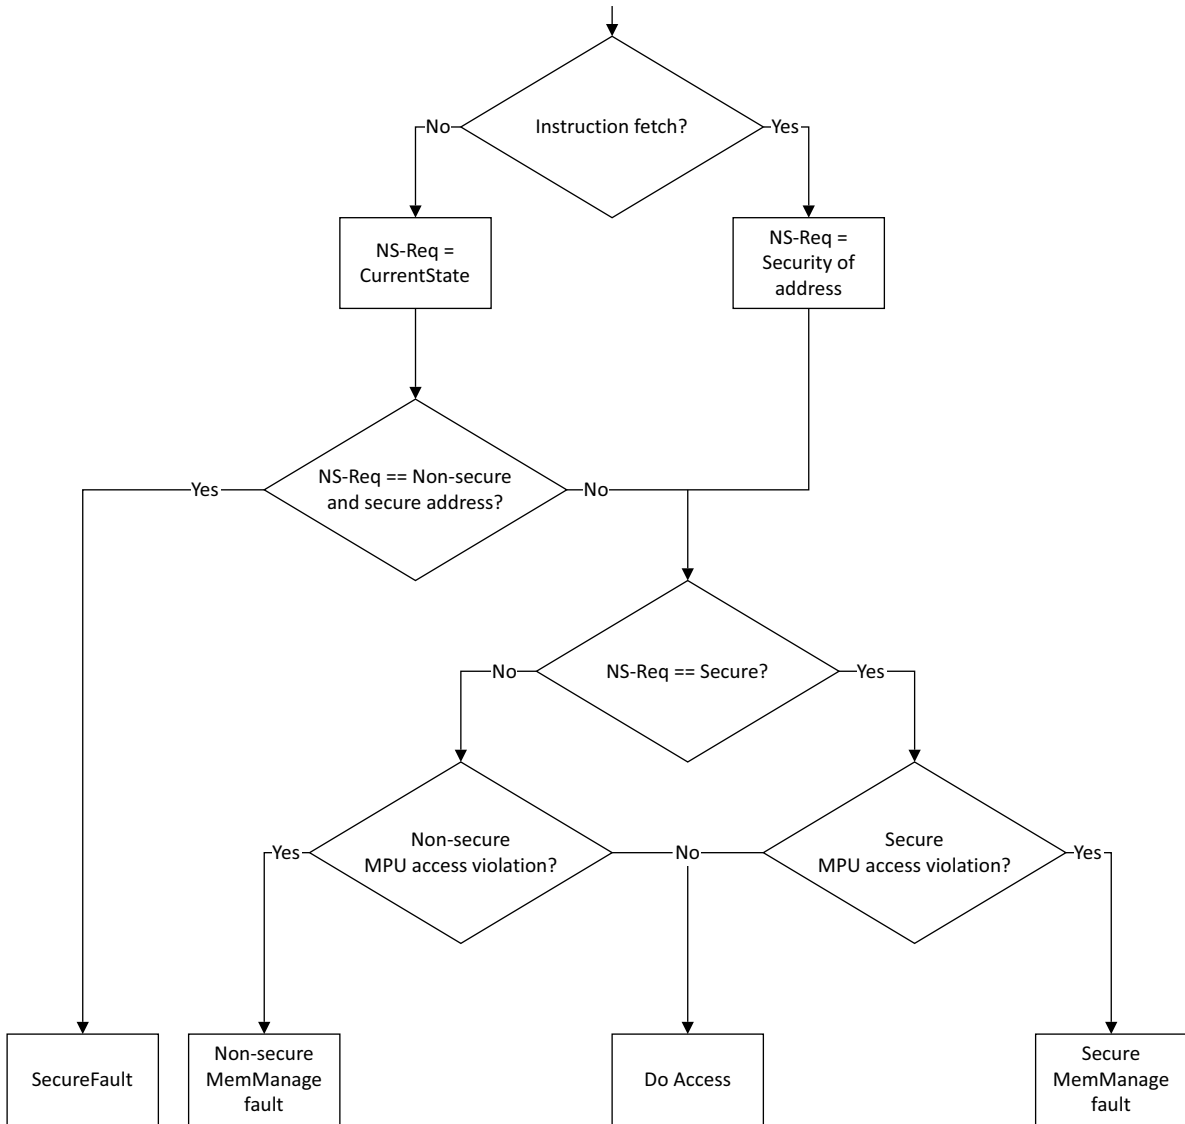 Instruction fetch?
No
Yes
NS-Req =
CurrentState
NS-Req =
Security of
address
Yes
NS-Req == Non-secure
and secure address?
No
No
NS-Req == Secure?
Yes
Yes
Non-secure
MPU access violation?
No
Secure
MPU access violation?
Yes
SecureFault
Non-secure
MemManage
fault
Do Access
Secure
MemManage
fault